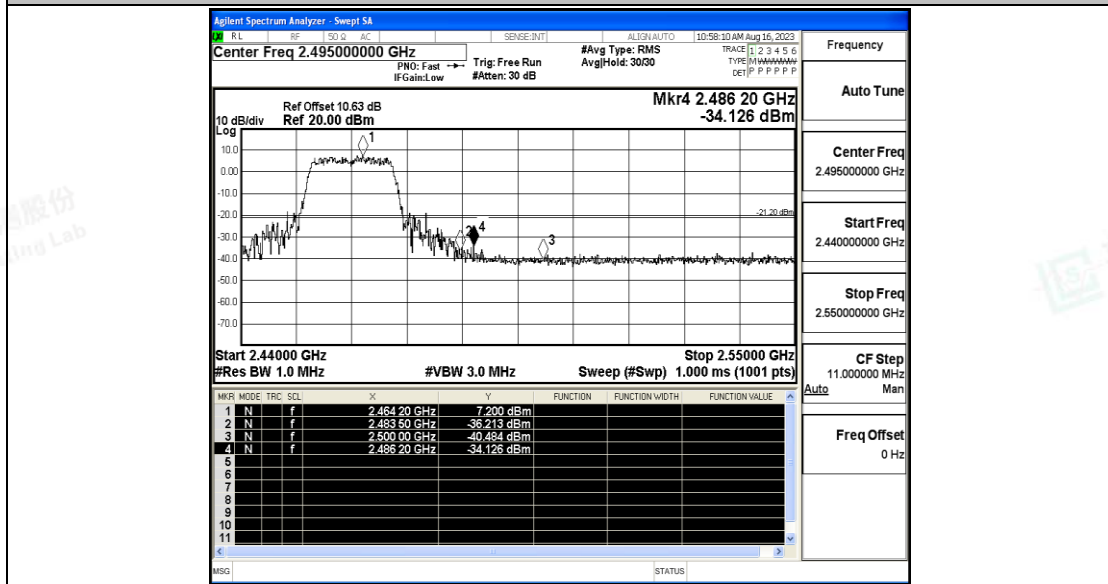 Agilent Spectrum Analyzer - Swept SA
RL RF 50 Ω AC SENSE:INT ALIGNAUTO 10:58:10 AM Aug 16, 2023
Center Freq 2.495000000 GHz
PNO: Fast
IFGain:Low
Trig: Free Run
#Atten: 30 dB
#Avg Type: RMS
Avg|Hold: 30/30
TRACE 1 2 3 4 5 6
TYPE M
DET P P P P P P
Ref Offset 10.63 dB
Ref 20.00 dBm
10 dB/div
Log
Mkr4 2.486 20 GHz
-34.126 dBm
10.0
0.00
-10.0
-20.0
-30.0
-40.0
-50.0
-60.0
-70.0
1
2
4
3
-21.20 dBm
Start 2.44000 GHz
Stop 2.55000 GHz
#Res BW 1.0 MHz
#VBW 3.0 MHz
Sweep (#Swp) 1.000 ms (1001 pts)
MKR MODE TRC SCL X Y FUNCTION FUNCTION WIDTH FUNCTION VALUE
1 N f 2.464 20 GHz 7.200 dBm
2 N f 2.483 50 GHz -36.213 dBm
3 N f 2.500 00 GHz -40.484 dBm
4 N f 2.486 20 GHz -34.126 dBm
5
6
7
8
9
10
11
MSG
STATUS
Frequency
Auto Tune
Center Freq
2.495000000 GHz
Start Freq
2.440000000 GHz
Stop Freq
2.550000000 GHz
CF Step
11.000000 MHz
Auto Man
Freq Offset
0 Hz
股份
Lab